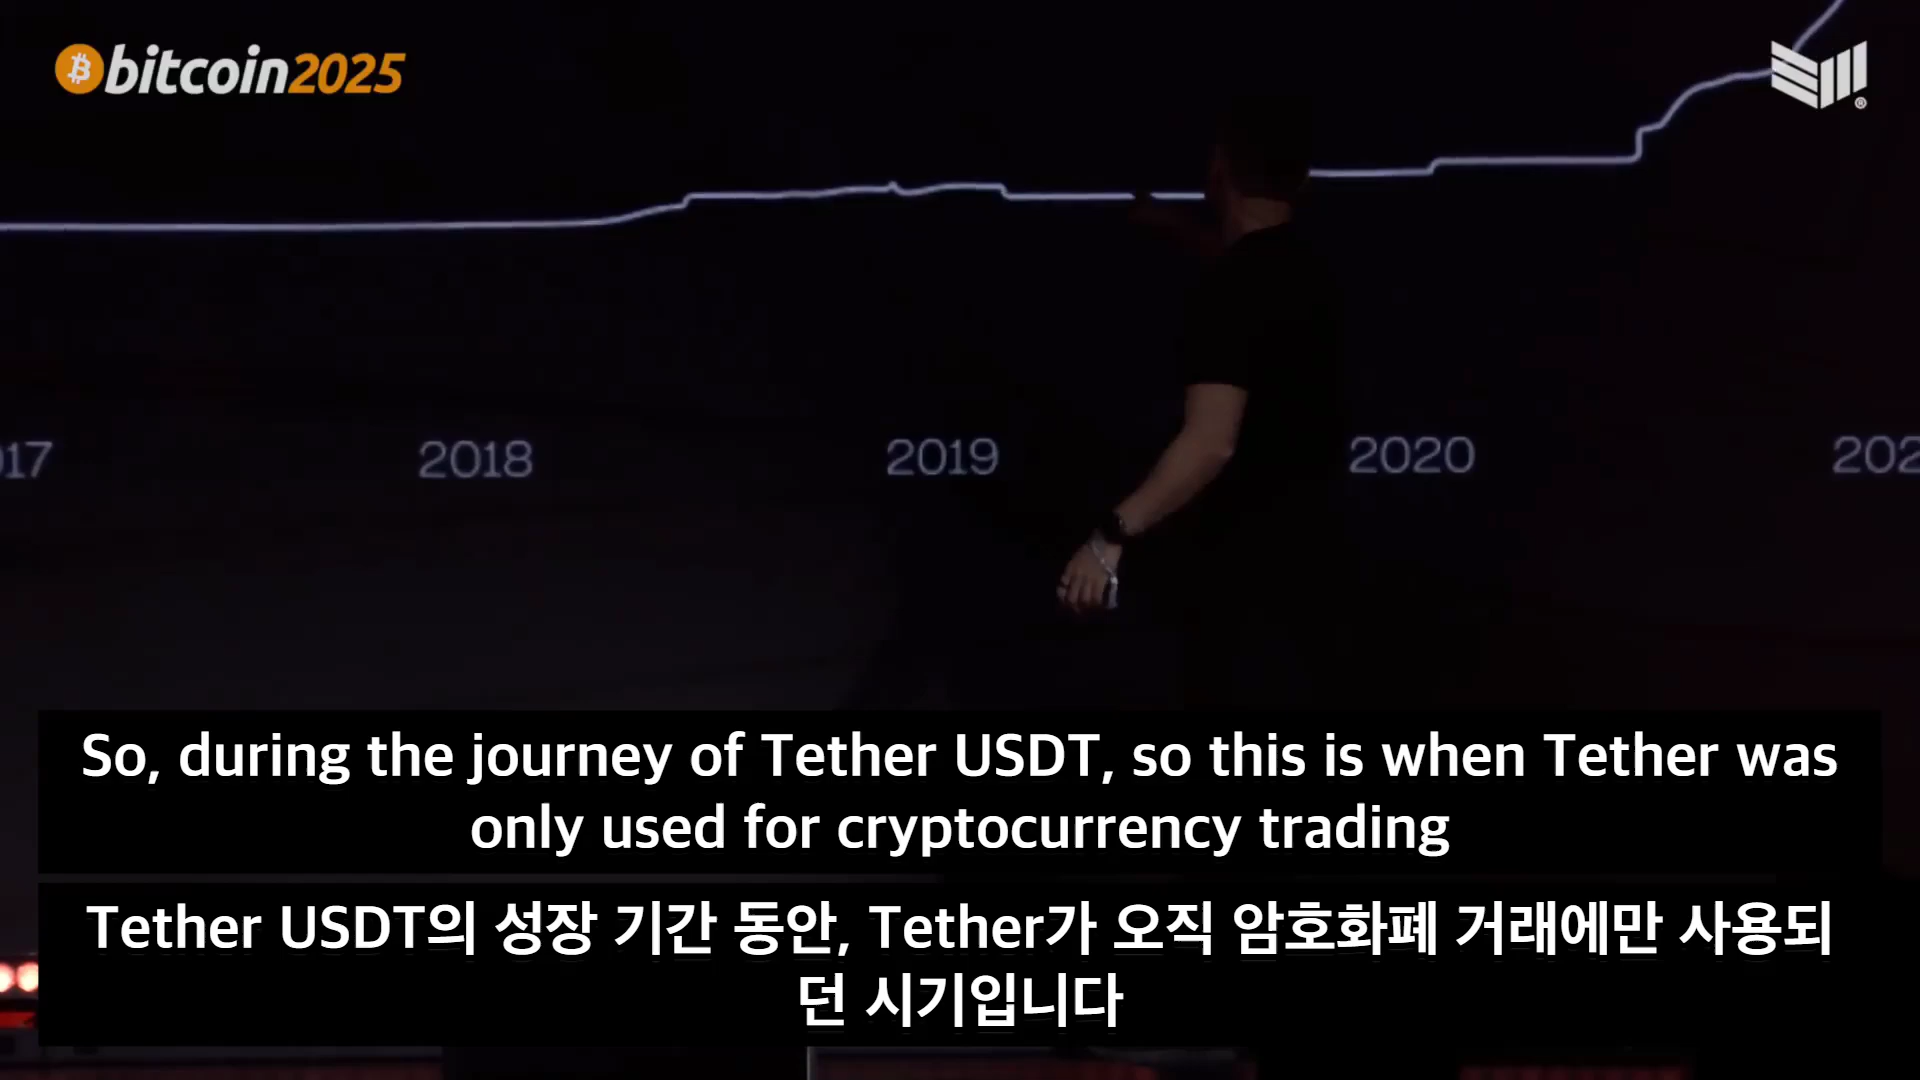 bitcoin2025
17
2018
2019
2020
202
So, during the journey of Tether USDT, so this is when Tether was
only used for cryptocurrency trading
Tether USDT의 성장 기간 동안, Tether가 오직 암호화폐 거래에만 사용되
던 시기입니다